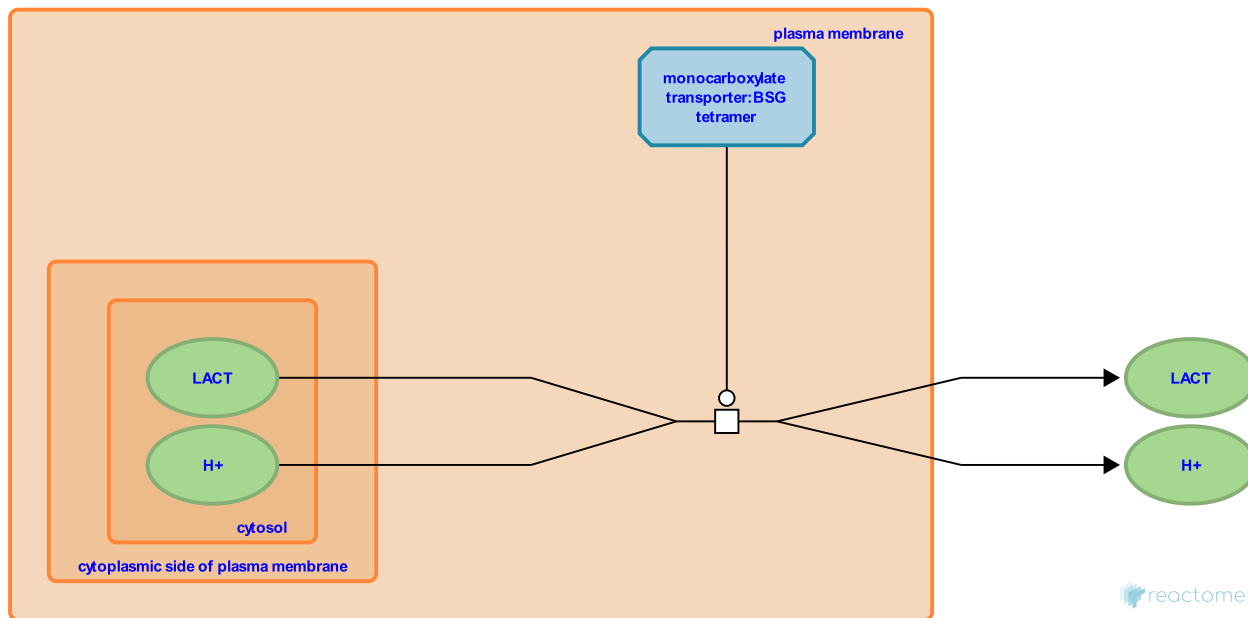 plasma membrane
monocarboxylate
transporter:BSG
tetramer
LACT
LACT
H+
H+
cytosol
cytoplasmic side of plasma membrane
reactome